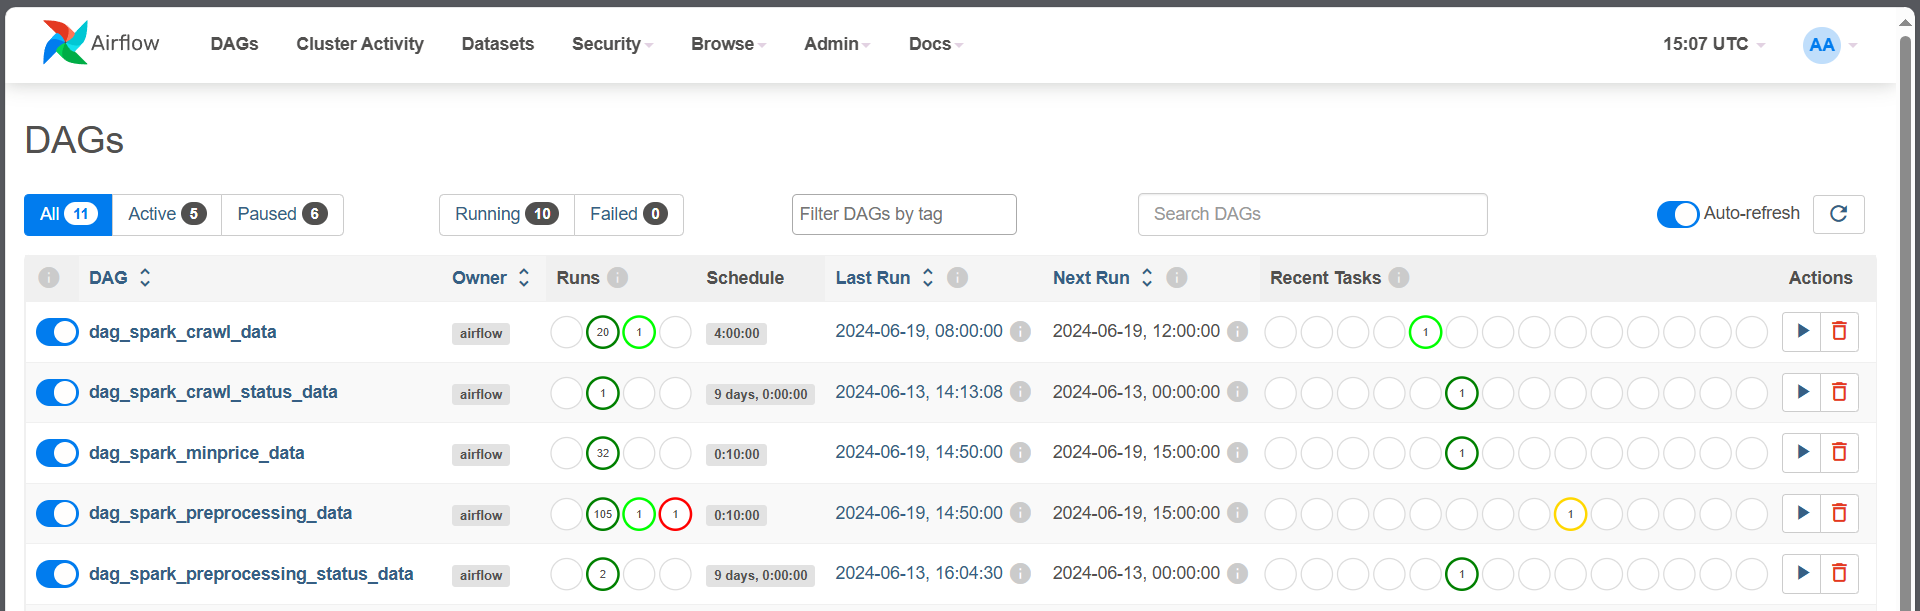 Airflow DAGs Cluster Activity Datasets Security Browse Admin Docs 15:07 UTC AA
DAGs
All 11 Active 5 Paused 6 Running 10 Failed 0 Filter DAGs by tag Search DAGs Auto-refresh
i DAG Owner Runs i Schedule Last Run i Next Run i Recent Tasks i Actions
dag_spark_crawl_data airflow 20 1 4:00:00 2024-06-19, 08:00:00 i 2024-06-19, 12:00:00 i 1
dag_spark_crawl_status_data airflow 1 9 days, 0:00:00 2024-06-13, 14:13:08 i 2024-06-13, 00:00:00 i 1
dag_spark_minprice_data airflow 32 0:10:00 2024-06-19, 14:50:00 i 2024-06-19, 15:00:00 i 1
dag_spark_preprocessing_data airflow 105 1 1 0:10:00 2024-06-19, 14:50:00 i 2024-06-19, 15:00:00 i 1
dag_spark_preprocessing_status_data airflow 2 9 days, 0:00:00 2024-06-13, 16:04:30 i 2024-06-13, 00:00:00 i 1